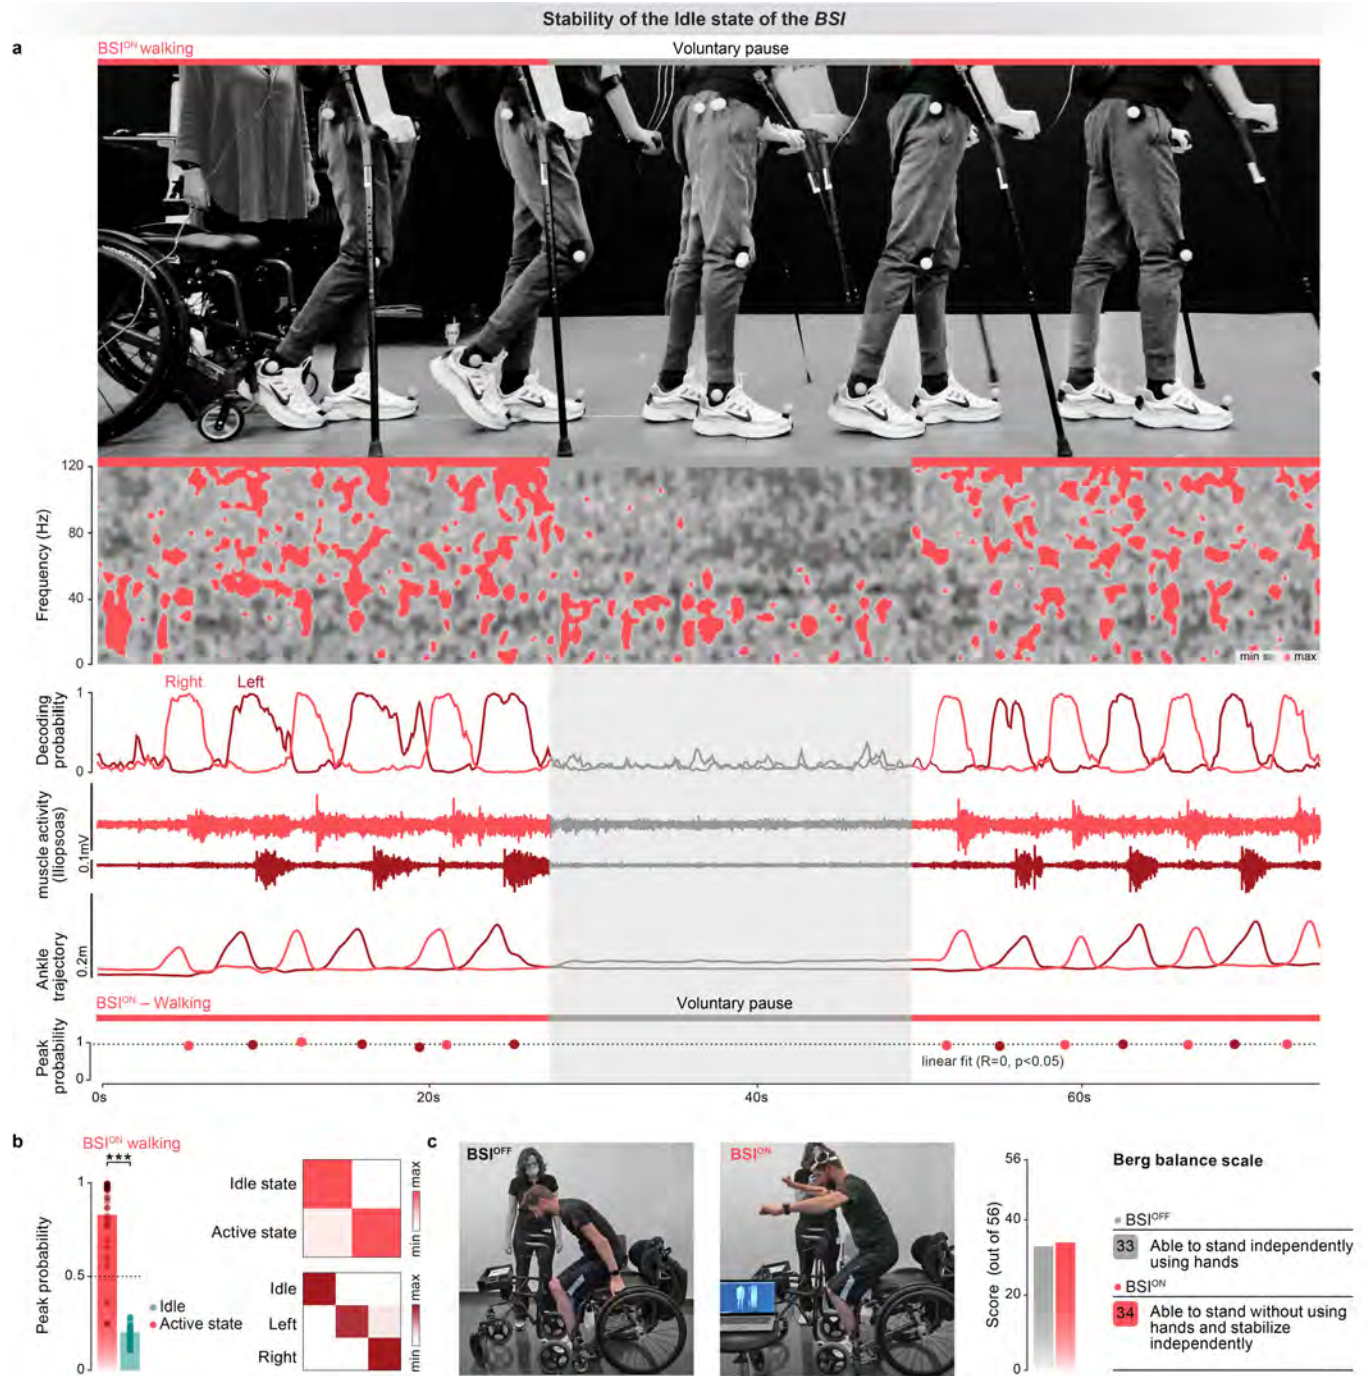 Stability of the Idle state of the BSI
a
BSI^ON walking
Voluntary pause
120
80
40
0
Frequency (Hz)
min
max
Right
Left
1
0
Decoding
probability
muscle activity
(Iliopsoas)
0.1mV
Ankle
trajectory
0.2m
BSI^ON – Walking
Voluntary pause
Peak
probability
1
0
linear fit (R=0, p<0.05)
0s
20s
40s
60s
b
BSI^ON walking
***
1
0.5
0
Peak probability
Idle
Active state
Idle state
Active state
max
min
Idle
Left
Right
max
min
c
BSI^OFF
BSI^ON
56
40
20
0
Score (out of 56)
Berg balance scale
BSI^OFF
33 Able to stand independently
using hands
BSI^ON
34 Able to stand without using
hands and stabilize
independently